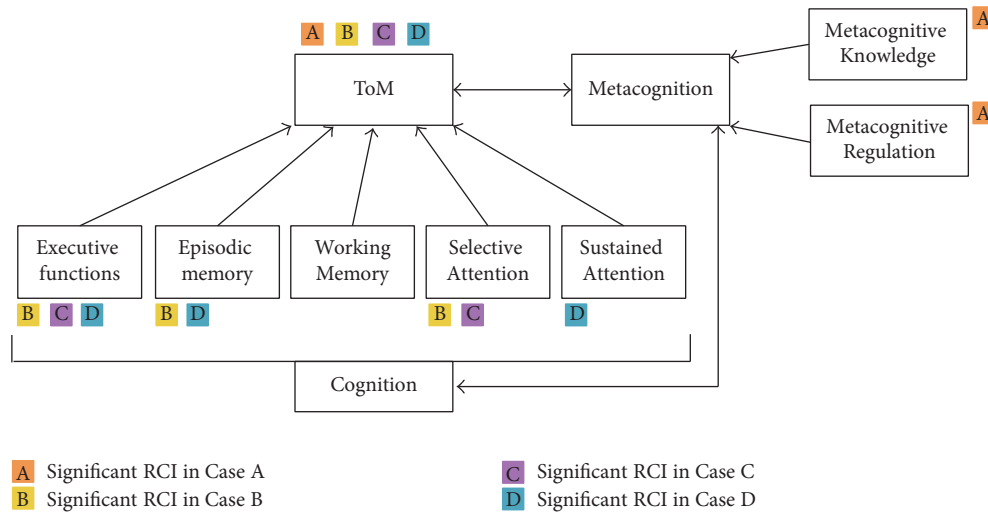 A B C D
ToM
Metacognition
Metacognitive
Knowledge
A
Metacognitive
Regulation
A
Executive
functions
Episodic
memory
Working
Memory
Selective
Attention
Sustained
Attention
B C D
B D
B C
D
Cognition
A Significant RCI in Case A
B Significant RCI in Case B
C Significant RCI in Case C
D Significant RCI in Case D